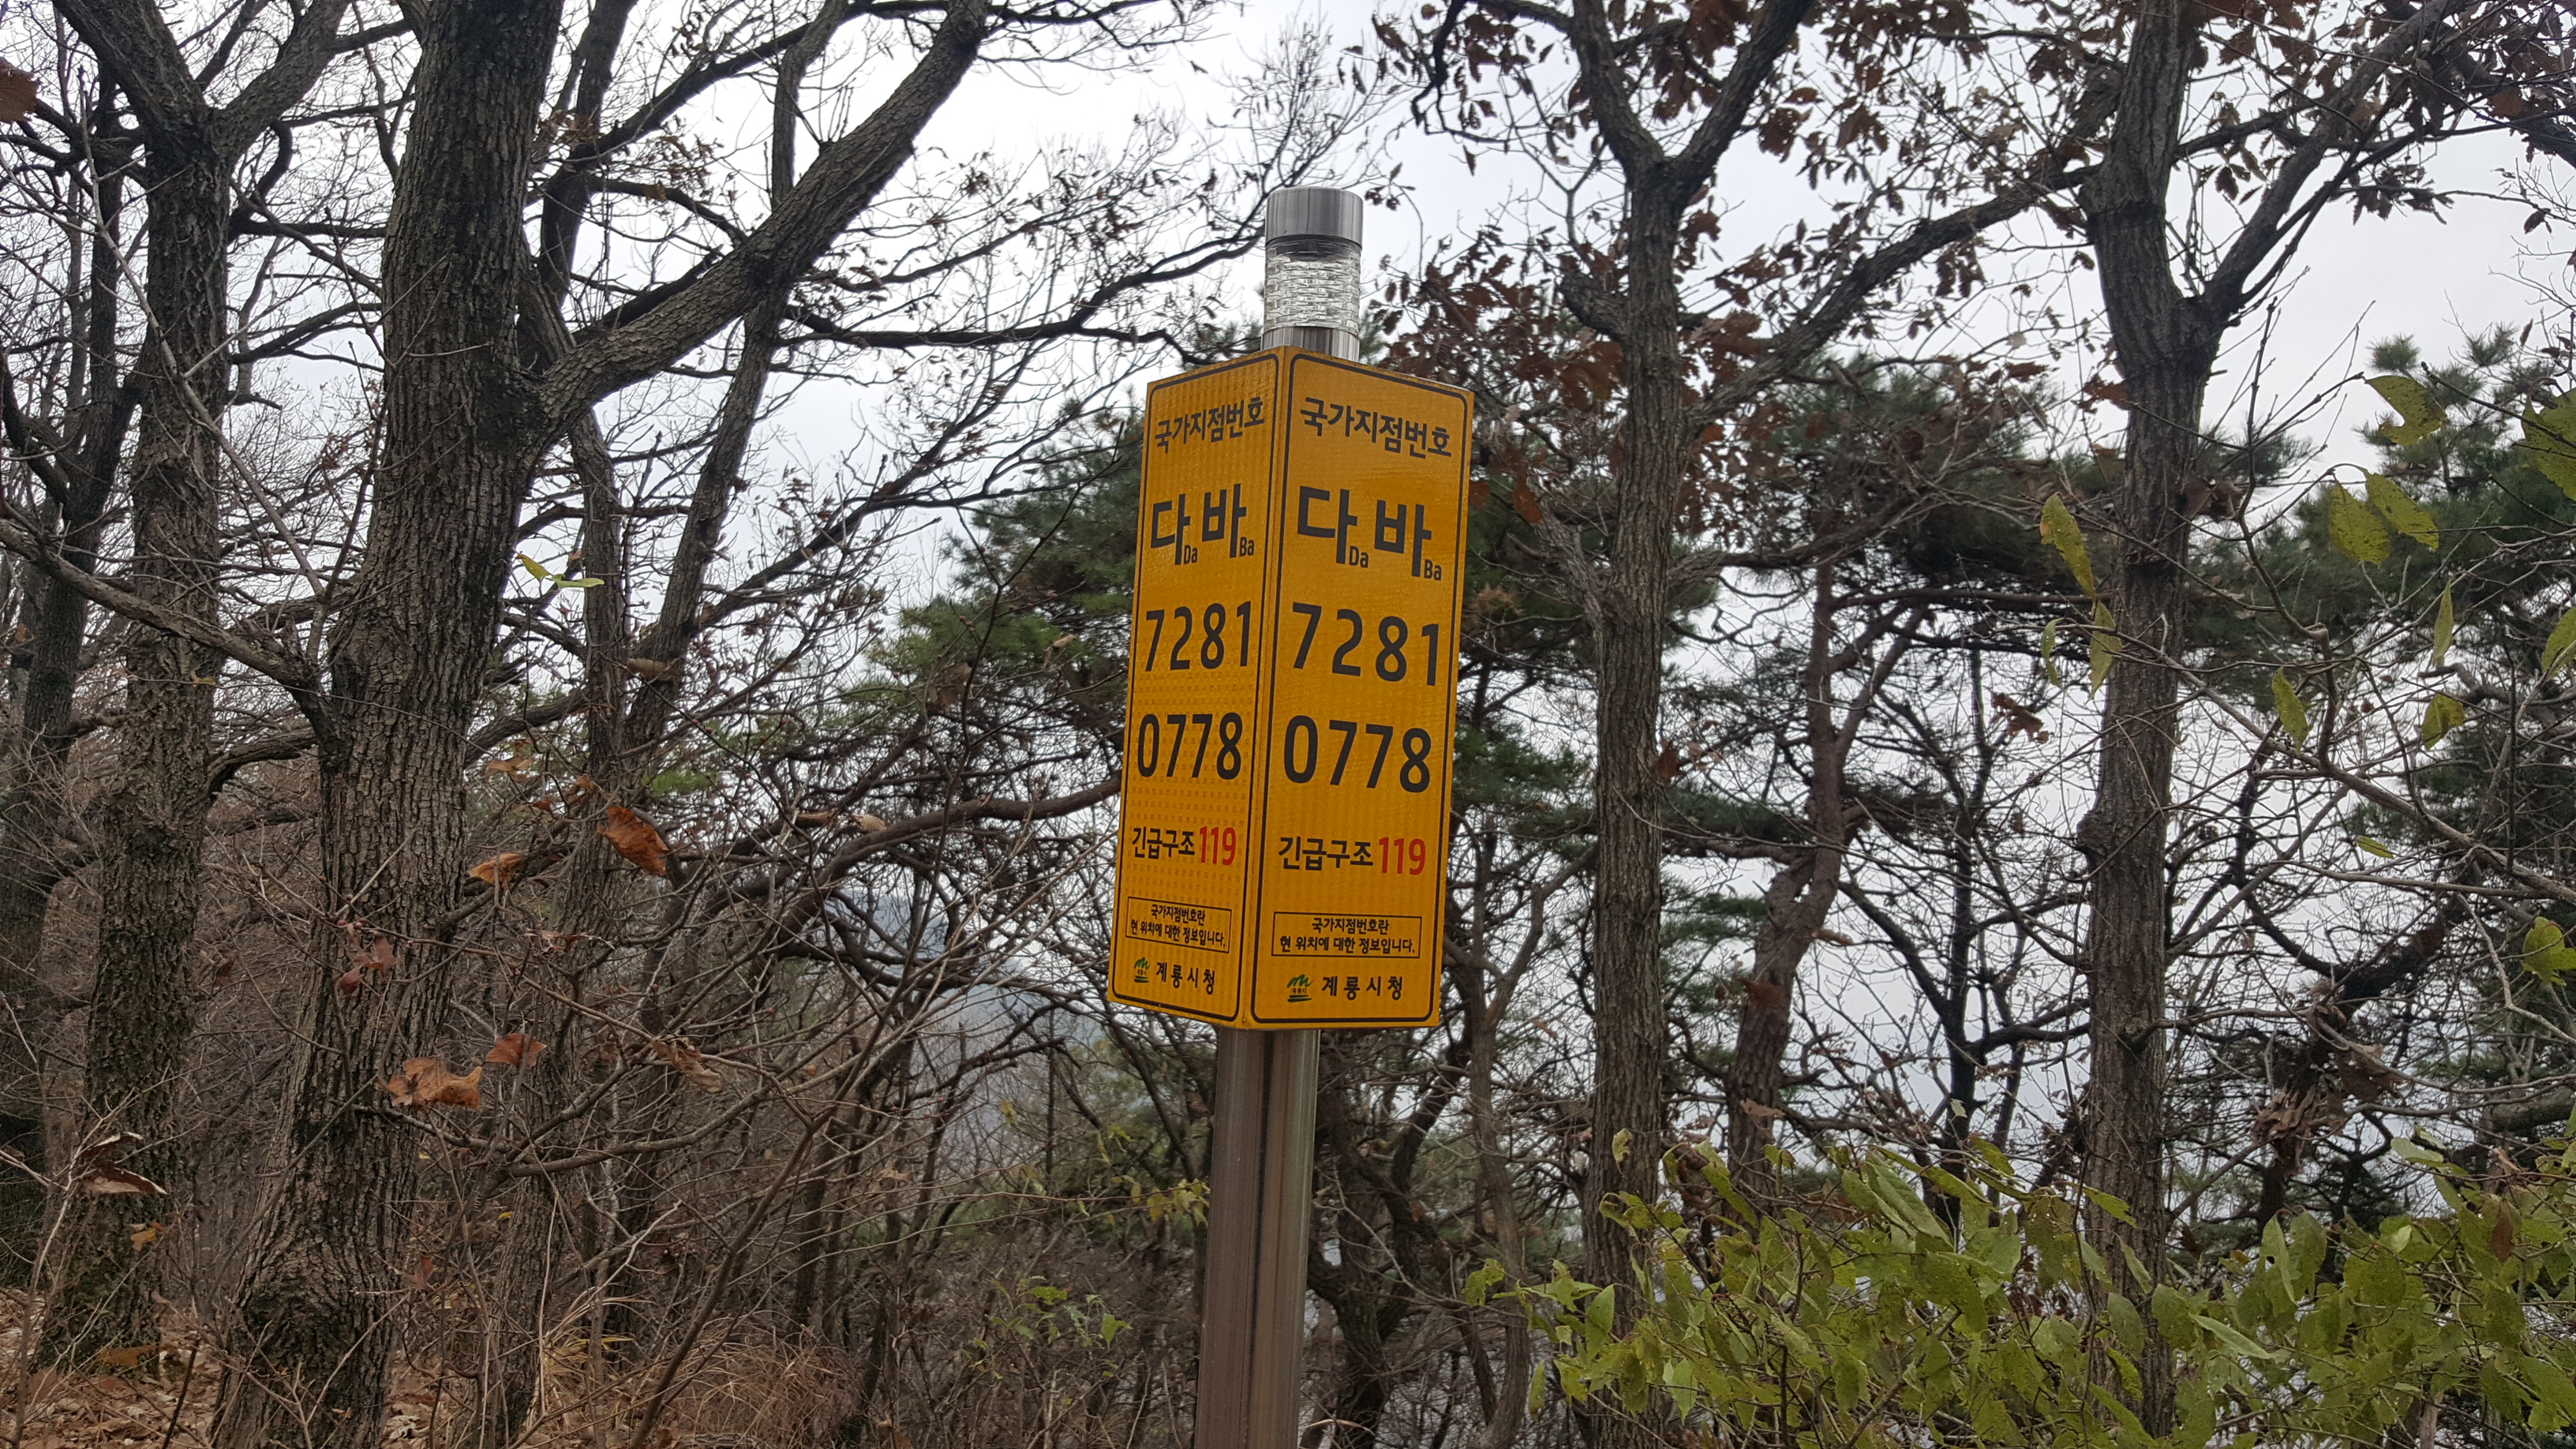 국가지점번호
다Da 바Ba
7281
0778
긴급구조 119
국가지점번호란
현 위치에 대한 정보입니다.
계룡시청
국가지점번호
다Da 바Ba
7281
0778
긴급구조 119
국가지점번호란
현 위치에 대한 정보입니다.
계룡시 계룡시청